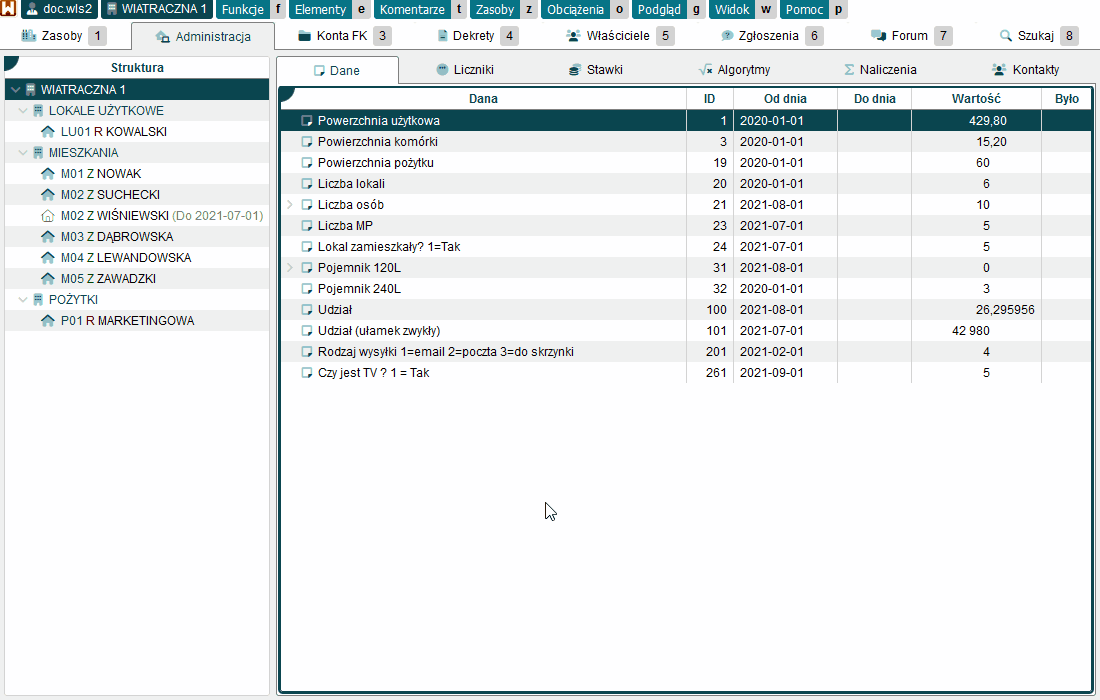 doc.wls2 WIATRACZNA 1 Funkcje f Elementy e Komentarze t Zasoby z Obciążenia o Podgląd g Widok w Pomoc p
Zasoby 1 Administracja Konta FK 3 Dekrety 4 Właściciele 5 Zgłoszenia 6 Forum 7 Szukaj 8
Struktura
WIATRACZNA 1
LOKALE UŻYTKOWE
LU01 R KOWALSKI
MIESZKANIA
M01 Z NOWAK
M02 Z SUCHECKI
M02 Z WIŚNIEWSKI (Do 2021-07-01)
M03 Z DĄBROWSKA
M04 Z LEWANDOWSKA
M05 Z ZAWADZKI
POŻYTKI
P01 R MARKETINGOWA
Dane Liczniki Stawki Algorytmy Naliczenia Kontakty
Dana ID Od dnia Do dnia Wartość Było
Powerzchnia użytkowa 1 2020-01-01 429,80
Powierzchnia komórki 3 2020-01-01 15,20
Powierzchnia pożytku 19 2020-01-01 60
Liczba lokali 20 2020-01-01 6
Liczba osób 21 2021-08-01 10
Liczba MP 23 2021-07-01 5
Lokal zamieszkały? 1=Tak 24 2021-07-01 5
Pojemnik 120L 31 2021-08-01 0
Pojemnik 240L 32 2020-01-01 3
Udział 100 2021-08-01 26,295956
Udział (ułamek zwykły) 101 2021-07-01 42 980
Rodzaj wysyłki 1=email 2=poczta 3=do skrzynki 201 2021-02-01 4
Czy jest TV ? 1 = Tak 261 2021-09-01 5